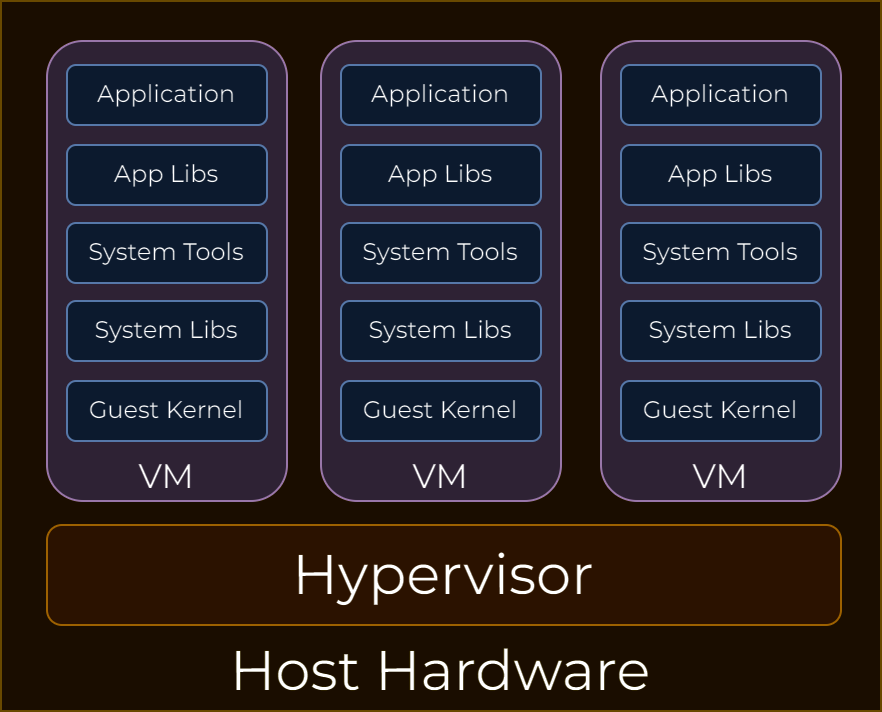 Application
App Libs
System Tools
System Libs
Guest Kernel
VM
Application
App Libs
System Tools
System Libs
Guest Kernel
VM
Application
App Libs
System Tools
System Libs
Guest Kernel
VM
Hypervisor
Host Hardware